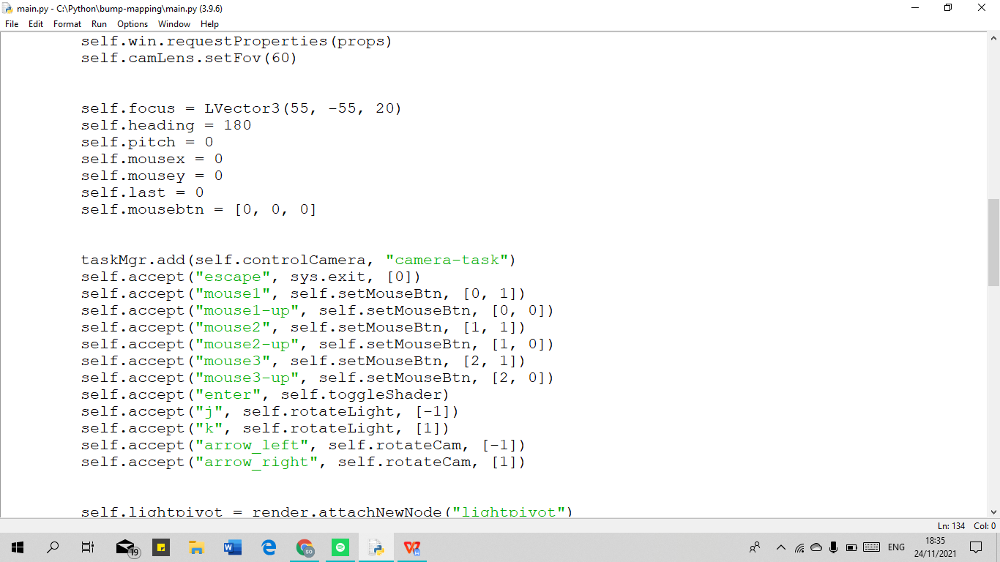 main.py - C:\Python\bump-mapping\main.py (3.9.6)
File Edit Format Run Options Window Help
self.win.requestProperties(props)
self.camLens.setFov(60)
self.focus = LVector3(55, -55, 20)
self.heading = 180
self.pitch = 0
self.mousex = 0
self.mousey = 0
self.last = 0
self.mousebtn = [0, 0, 0]
taskMgr.add(self.controlCamera, "camera-task")
self.accept("escape", sys.exit, [0])
self.accept("mouse1", self.setMouseBtn, [0, 1])
self.accept("mouse1-up", self.setMouseBtn, [0, 0])
self.accept("mouse2", self.setMouseBtn, [1, 1])
self.accept("mouse2-up", self.setMouseBtn, [1, 0])
self.accept("mouse3", self.setMouseBtn, [2, 1])
self.accept("mouse3-up", self.setMouseBtn, [2, 0])
self.accept("enter", self.toggleShader)
self.accept("j", self.rotateLight, [-1])
self.accept("k", self.rotateLight, [1])
self.accept("arrow_left", self.rotateCam, [-1])
self.accept("arrow_right", self.rotateCam, [1])
self.lightpivot = render.attachNewNode("lightpivot")
Ln: 134 Col: 0
19
W
SO
ENG
18:35
24/11/2021